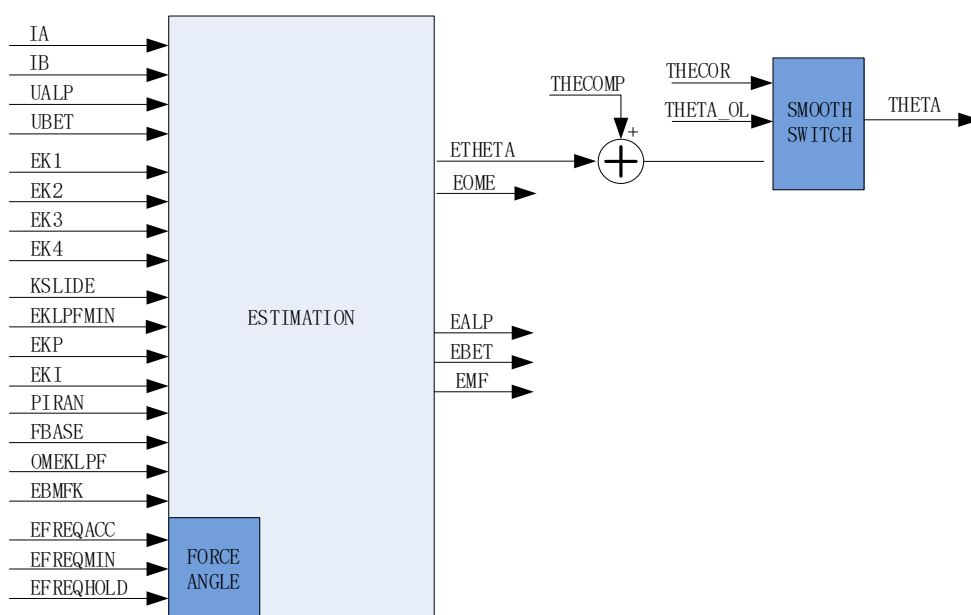 IA
IB
UALP
UBET
EK1
EK2
EK3
EK4
KSLIDE
EKLPFMIN
EKP
EKI
PIRAN
FBASE
OMEKLPF
EBMFK
EFREQACC
EFREQMIN
EFREQHOLD
ESTIMATION
FORCE
ANGLE
ETHETA
EOME
EALP
EBET
EMF
THECOMP
+
THECOR
THETA_OL
SMOOTH
SWITCH
THETA